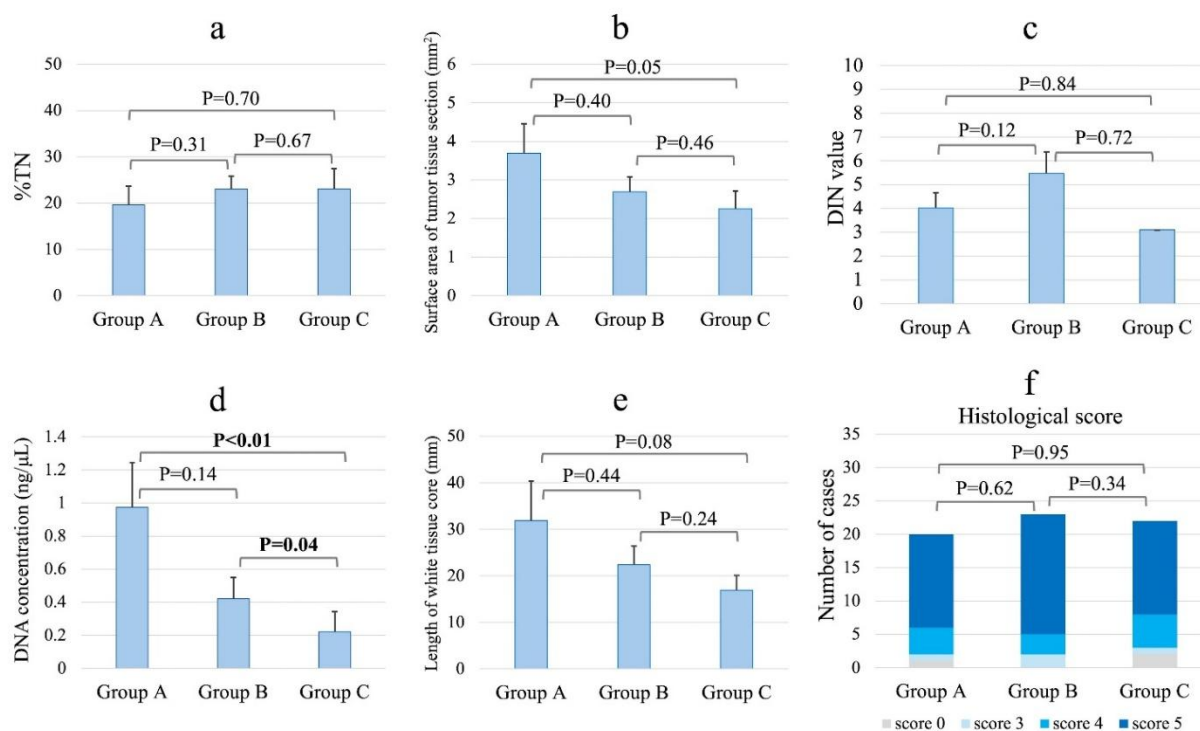 a
%TN
50
40
30
20
10
0
P=0.70
P=0.31
P=0.67
Group A
Group B
Group C
b
Surface area of tumor tissue section (mm²)
6
5
4
3
2
1
0
P=0.05
P=0.40
P=0.46
Group A
Group B
Group C
c
DIN value
10
9
8
7
6
5
4
3
2
1
0
P=0.84
P=0.12
P=0.72
Group A
Group B
Group C
d
DNA concentration (ng/μL)
1.4
1.2
1
0.8
0.6
0.4
0.2
0
P<0.01
P=0.14
P=0.04
Group A
Group B
Group C
e
Length of white tissue core (mm)
50
40
30
20
10
0
P=0.08
P=0.44
P=0.24
Group A
Group B
Group C
f
Histological score
Number of cases
35
30
25
20
15
10
5
0
P=0.95
P=0.62
P=0.34
Group A
Group B
Group C
score 0
score 3
score 4
score 5